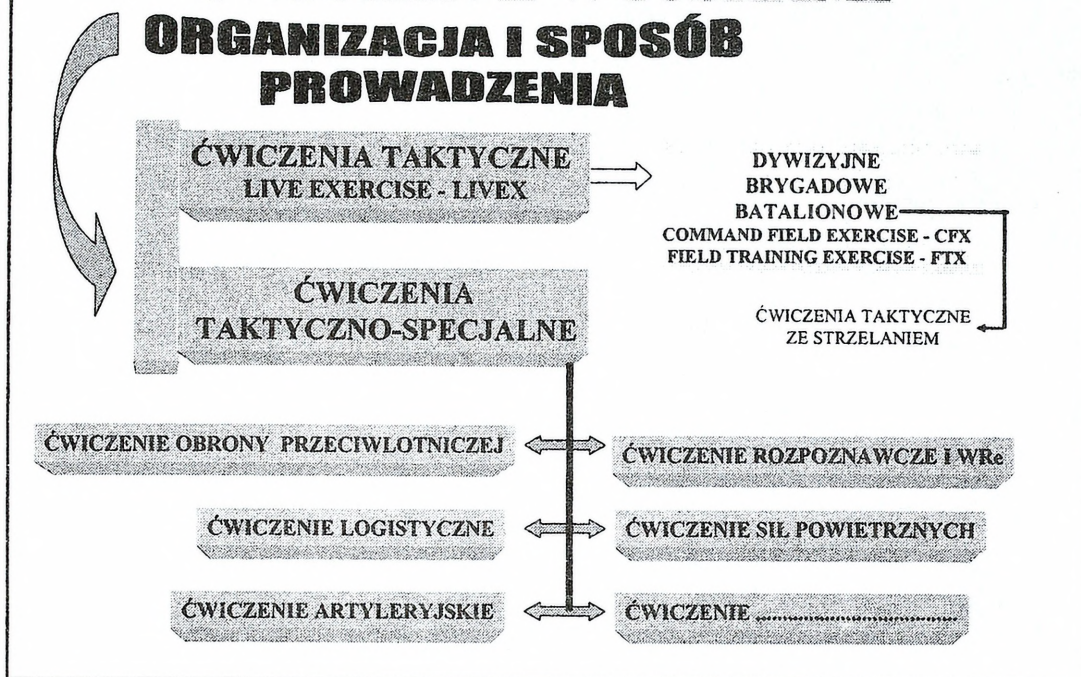 ORGANIZACJA I SPOSÓB
PROWADZENIA
ĆWICZENIA TAKTYCZNE
LIVE EXERCISE - LIVEX
DYWIZYJNE
BRYGADOWE
BATALIONOWE
COMMAND FIELD EXERCISE - CFX
FIELD TRAINING EXERCISE - FTX
ĆWICZENIA TAKTYCZNE
ZE STRZELANIEM
ĆWICZENIA
TAKTYCZNO-SPECJALNE
ĆWICZENIE OBRONY PRZECIWLOTNICZEJ
ĆWICZENIE ROZPOZNAWCZE I WRe
ĆWICZENIE LOGISTYCZNE
ĆWICZENIE SIŁ POWIETRZNYCH
ĆWICZENIE ARTYLERYJSKIE
ĆWICZENIE ....................................